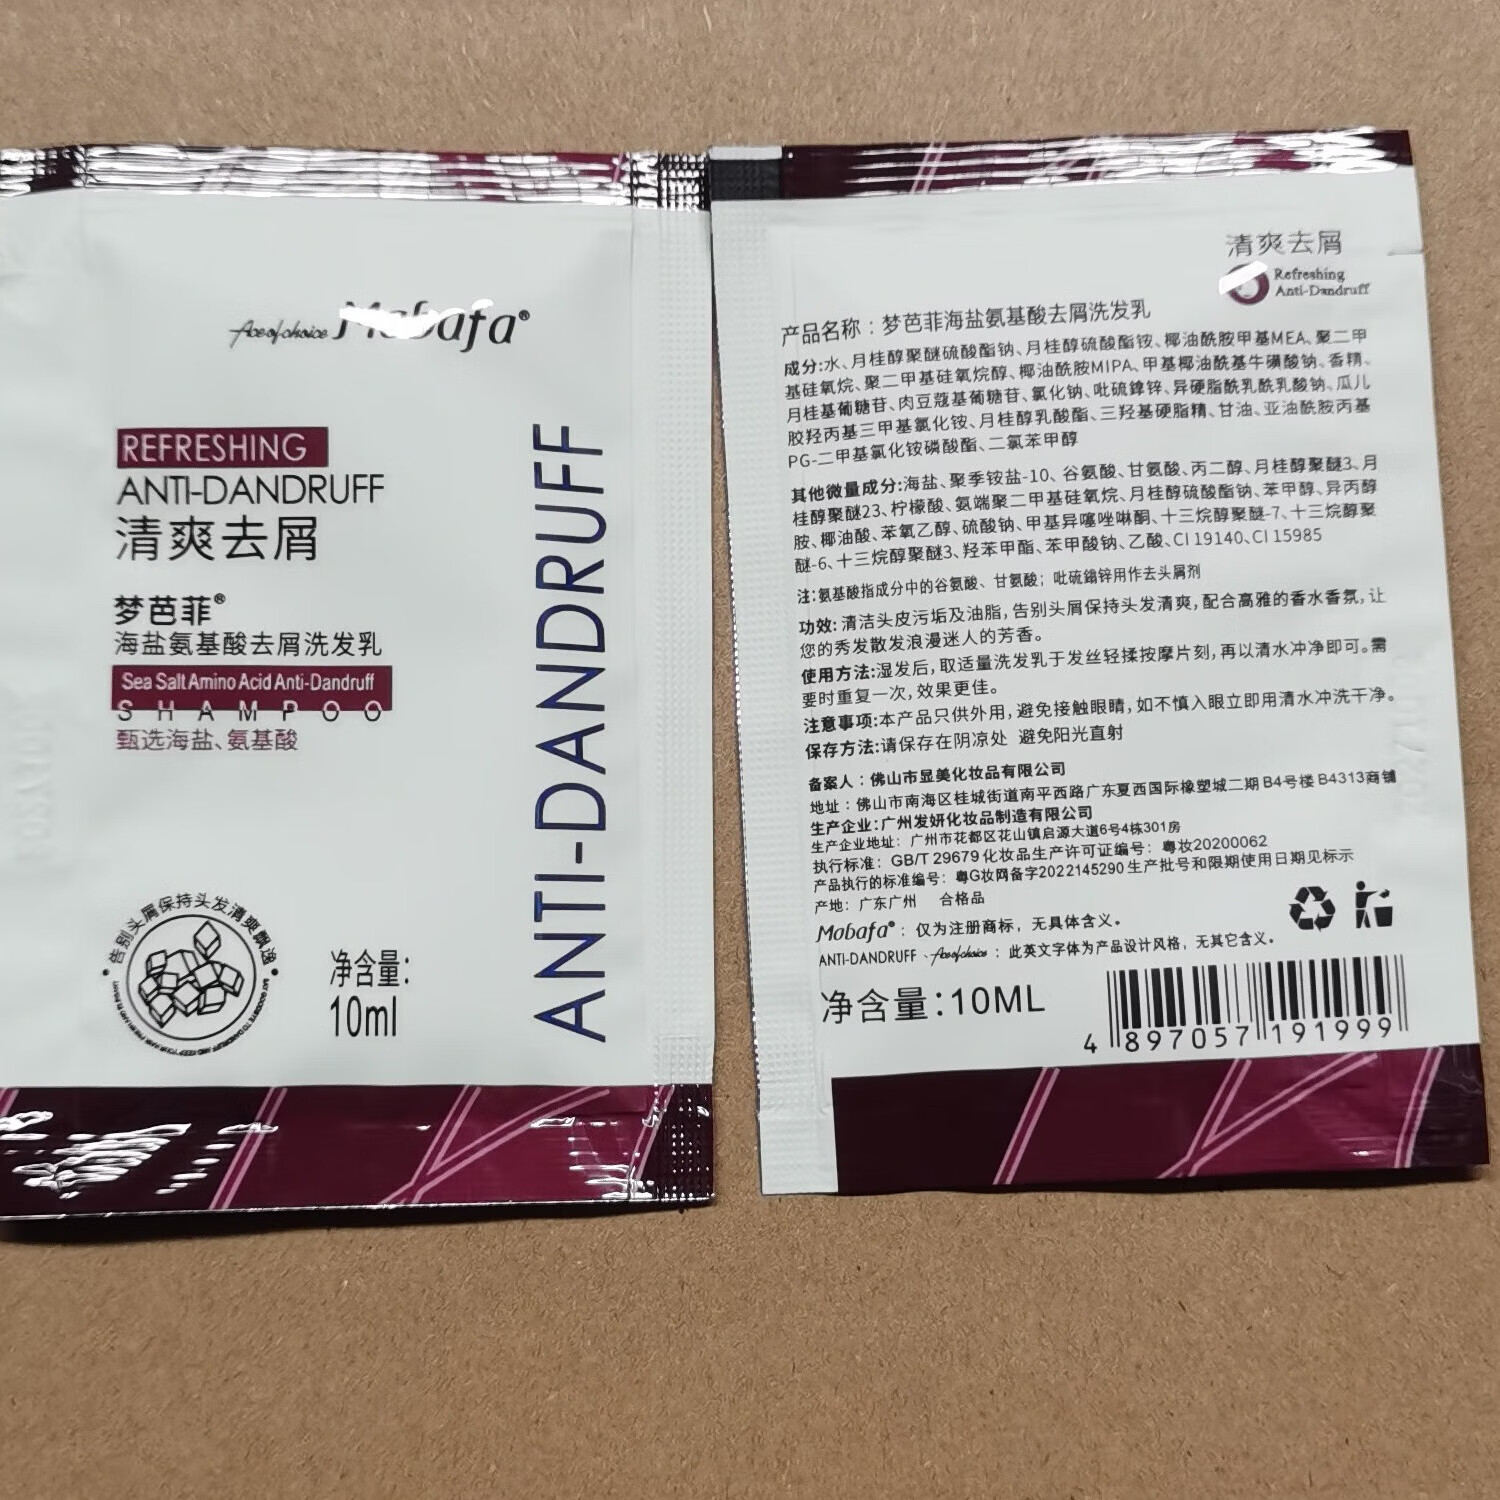 Ace of choice Mobafa®
REFRESHING
ANTI-DANDRUFF
清爽去屑
梦芭菲®
海盐氨基酸去屑洗发乳
Sea Salt Amino Acid Anti-Dandruff
SHAMPOO
甄选海盐、氨基酸
告别头屑保持头发清爽飘逸
净含量:
10ml
ANTI-DANDRUFF
清爽去屑
Refreshing
Anti-Dandruff
产品名称：梦芭菲海盐氨基酸去屑洗发乳
成分:水、月桂醇聚醚硫酸酯钠、月桂醇硫酸酯铵、椰油酰胺甲基MEA、聚二甲
基硅氧烷、聚二甲基硅氧烷醇、椰油酰胺MIPA、甲基椰油酰基牛磺酸钠、香精、
月桂基葡糖苷、肉豆蔻基葡糖苷、氯化钠、吡硫鎓锌、异硬脂酰乳酰乳酸钠、瓜儿
胶羟丙基三甲基氯化铵、月桂醇乳酸酯、三羟基硬脂精、甘油、亚油酰胺丙基
PG-二甲基氯化铵磷酸酯、二氯苯甲醇
其他微量成分:海盐、聚季铵盐-10、谷氨酸、甘氨酸、丙二醇、月桂醇聚醚3、月
桂醇聚醚23、柠檬酸、氨端聚二甲基硅氧烷、月桂醇硫酸酯钠、苯甲醇、异丙醇
胺、椰油酸、苯氧乙醇、硫酸钠、甲基异噻唑啉酮、十三烷醇聚醚-7、十三烷醇聚
醚-6、十三烷醇聚醚3、羟苯甲酯、苯甲酸钠、乙酸、CI 19140、CI 15985
注:氨基酸指成分中的谷氨酸、甘氨酸；吡硫鎓锌用作去头屑剂
功效:清洁头皮污垢及油脂,告别头屑保持头发清爽,配合高雅的香水香氛,让
您的秀发散发浪漫迷人的芳香。
使用方法:湿发后,取适量洗发乳于发丝轻揉按摩片刻,再以清水冲净即可。需
要时重复一次,效果更佳。
注意事项:本产品只供外用,避免接触眼睛,如不慎入眼立即用清水冲洗干净。
保存方法:请保存在阴凉处 避免阳光直射
备案人：佛山市显美化妆品有限公司
地址：佛山市南海区桂城街道南平西路广东夏西国际橡塑城二期B4号楼B4313商铺
生产企业:广州发妍化妆品制造有限公司
生产企业地址：广州市花都区花山镇启源大道6号4栋301房
执行标准：GB/T 29679 化妆品生产许可证编号：粤妆20200062
产品执行的标准编号：粤G妆网备字2022145290 生产批号和限期使用日期见标示
产地：广东广州 合格品
Mobafa®：仅为注册商标，无具体含义。
ANTI-DANDRUFF、Ace of choice：此英文字体为产品设计风格，无其它含义。
净含量:10ML
4 897057 191999